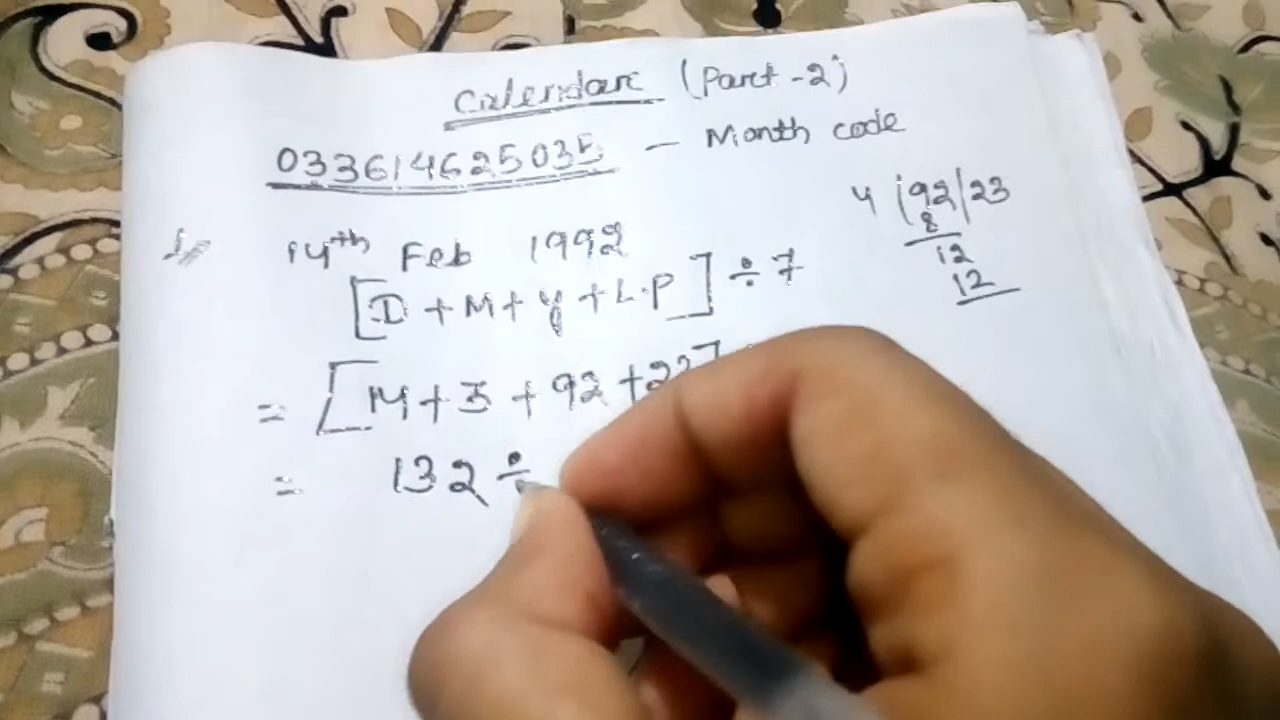 Calendar (Part-2)
033614625035 — Month code
14th Feb 1992
4 ) 92 ( 23
8
12
12
[D + M + y + L.P] ÷ 7
= [14 + 3 + 92 + 23]
= 132 ÷